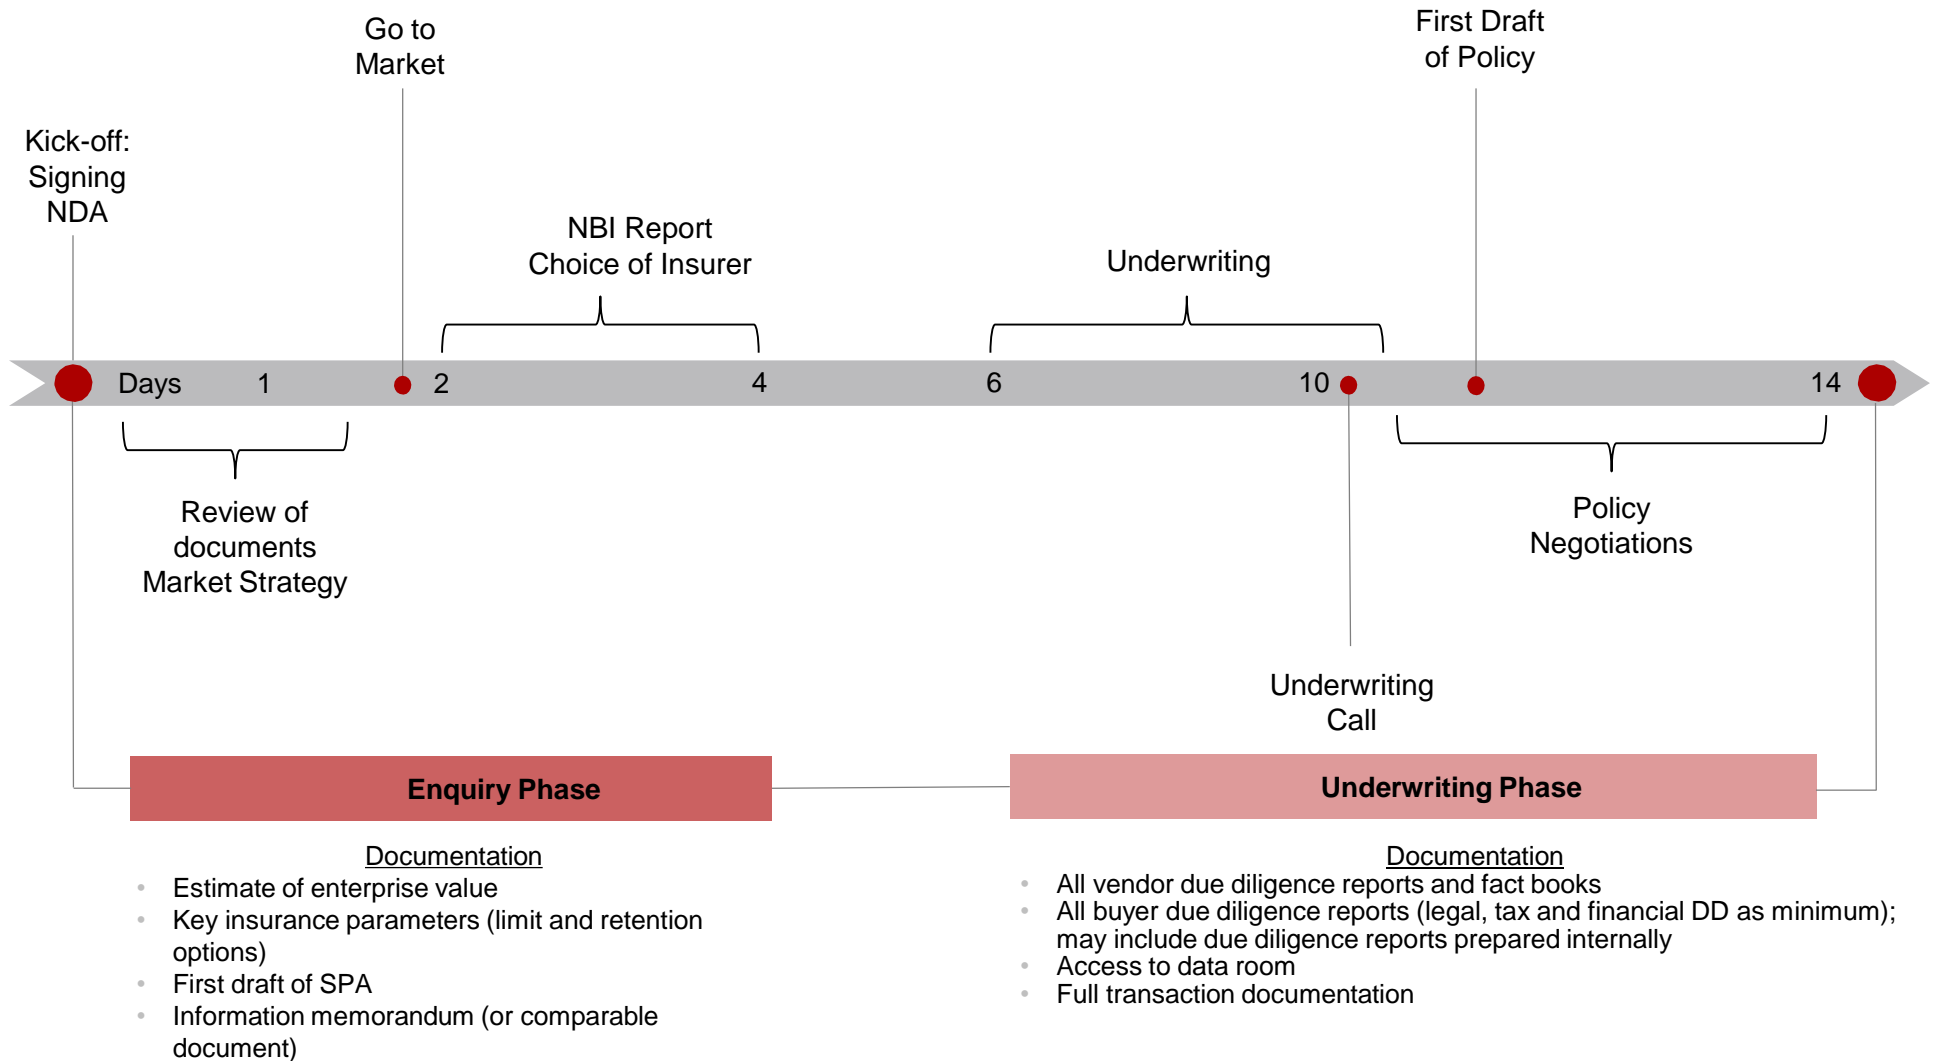 Go to
Market
First Draft
of Policy
Kick-off:
Signing
NDA
NBI Report
Choice of Insurer
Underwriting
Days 1 2 4 6 10 14
Review of
documents
Market Strategy
Policy
Negotiations
Underwriting
Call
Enquiry Phase
Underwriting Phase
Documentation
• Estimate of enterprise value
• Key insurance parameters (limit and retention
options)
• First draft of SPA
• Information memorandum (or comparable
document)
Documentation
• All vendor due diligence reports and fact books
• All buyer due diligence reports (legal, tax and financial DD as minimum);
may include due diligence reports prepared internally
• Access to data room
• Full transaction documentation